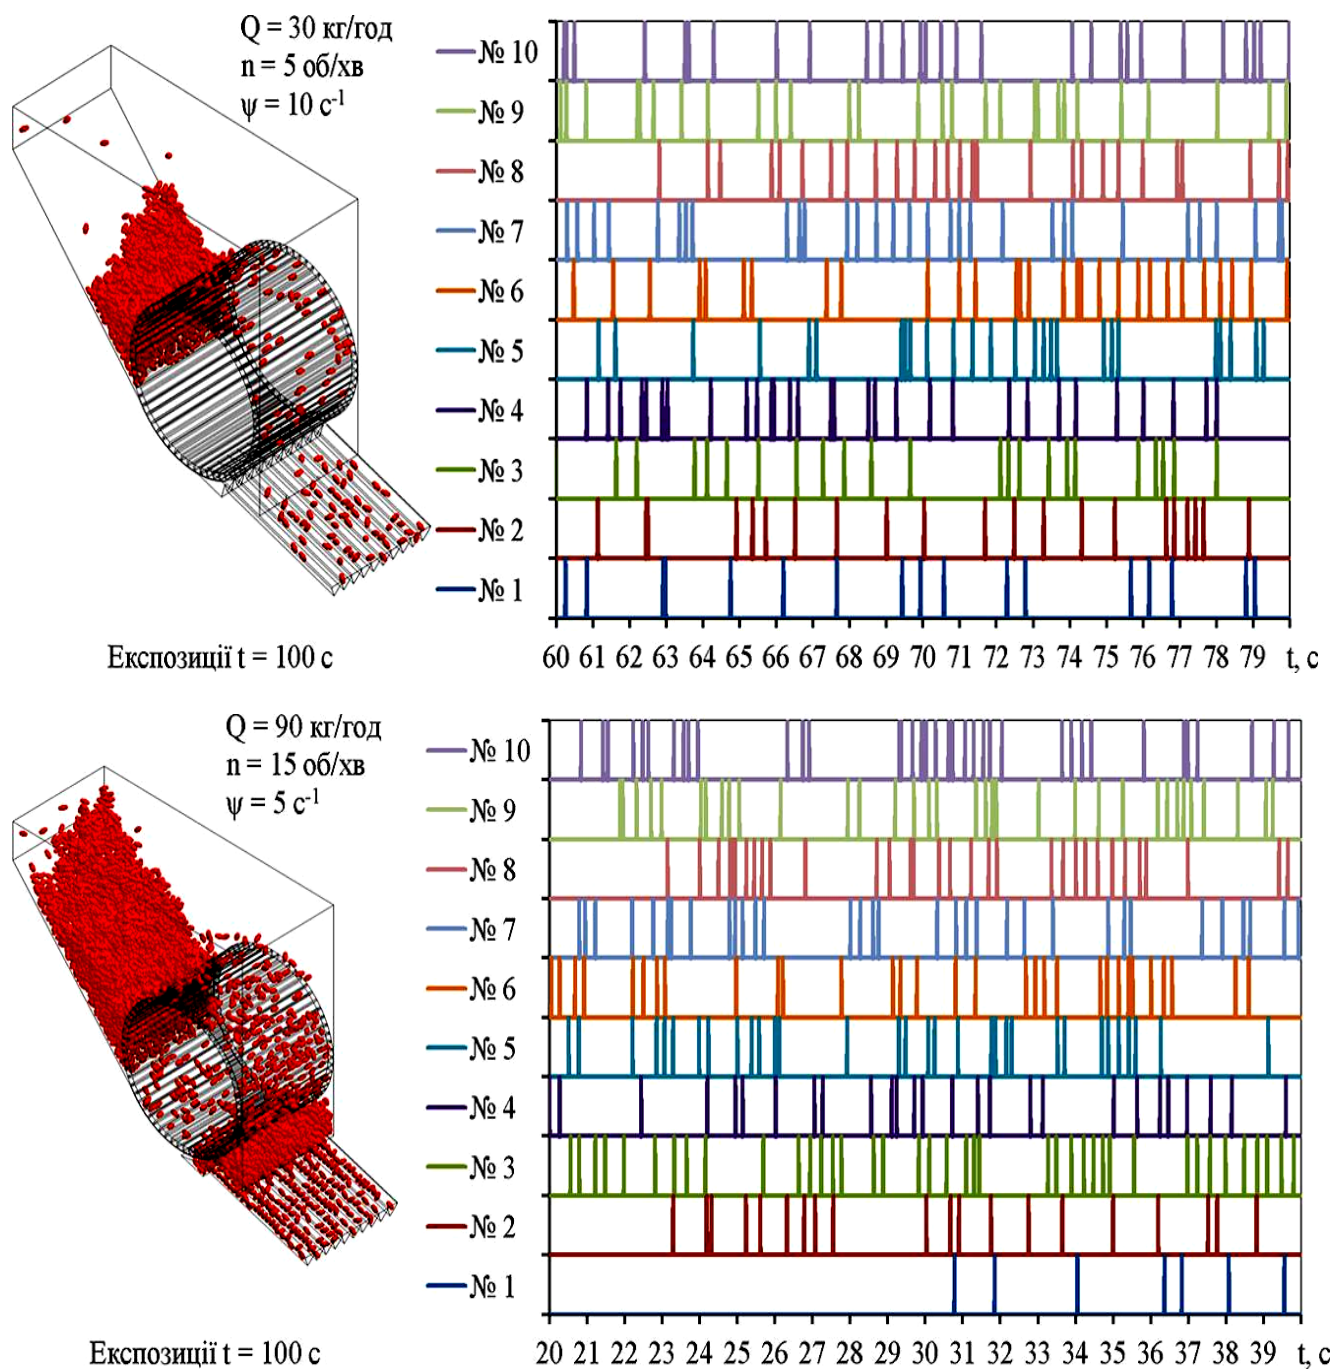 Q = 30 кг/год
n = 5 об/хв
ψ = 10 с⁻¹
№ 10
№ 9
№ 8
№ 7
№ 6
№ 5
№ 4
№ 3
№ 2
№ 1
60 61 62 63 64 65 66 67 68 69 70 71 72 73 74 75 76 77 78 79 t, с
Експозиції t = 100 с
Q = 90 кг/год
n = 15 об/хв
ψ = 5 с⁻¹
№ 10
№ 9
№ 8
№ 7
№ 6
№ 5
№ 4
№ 3
№ 2
№ 1
20 21 22 23 24 25 26 27 28 29 30 31 32 33 34 35 36 37 38 39 t, с
Експозиції t = 100 с